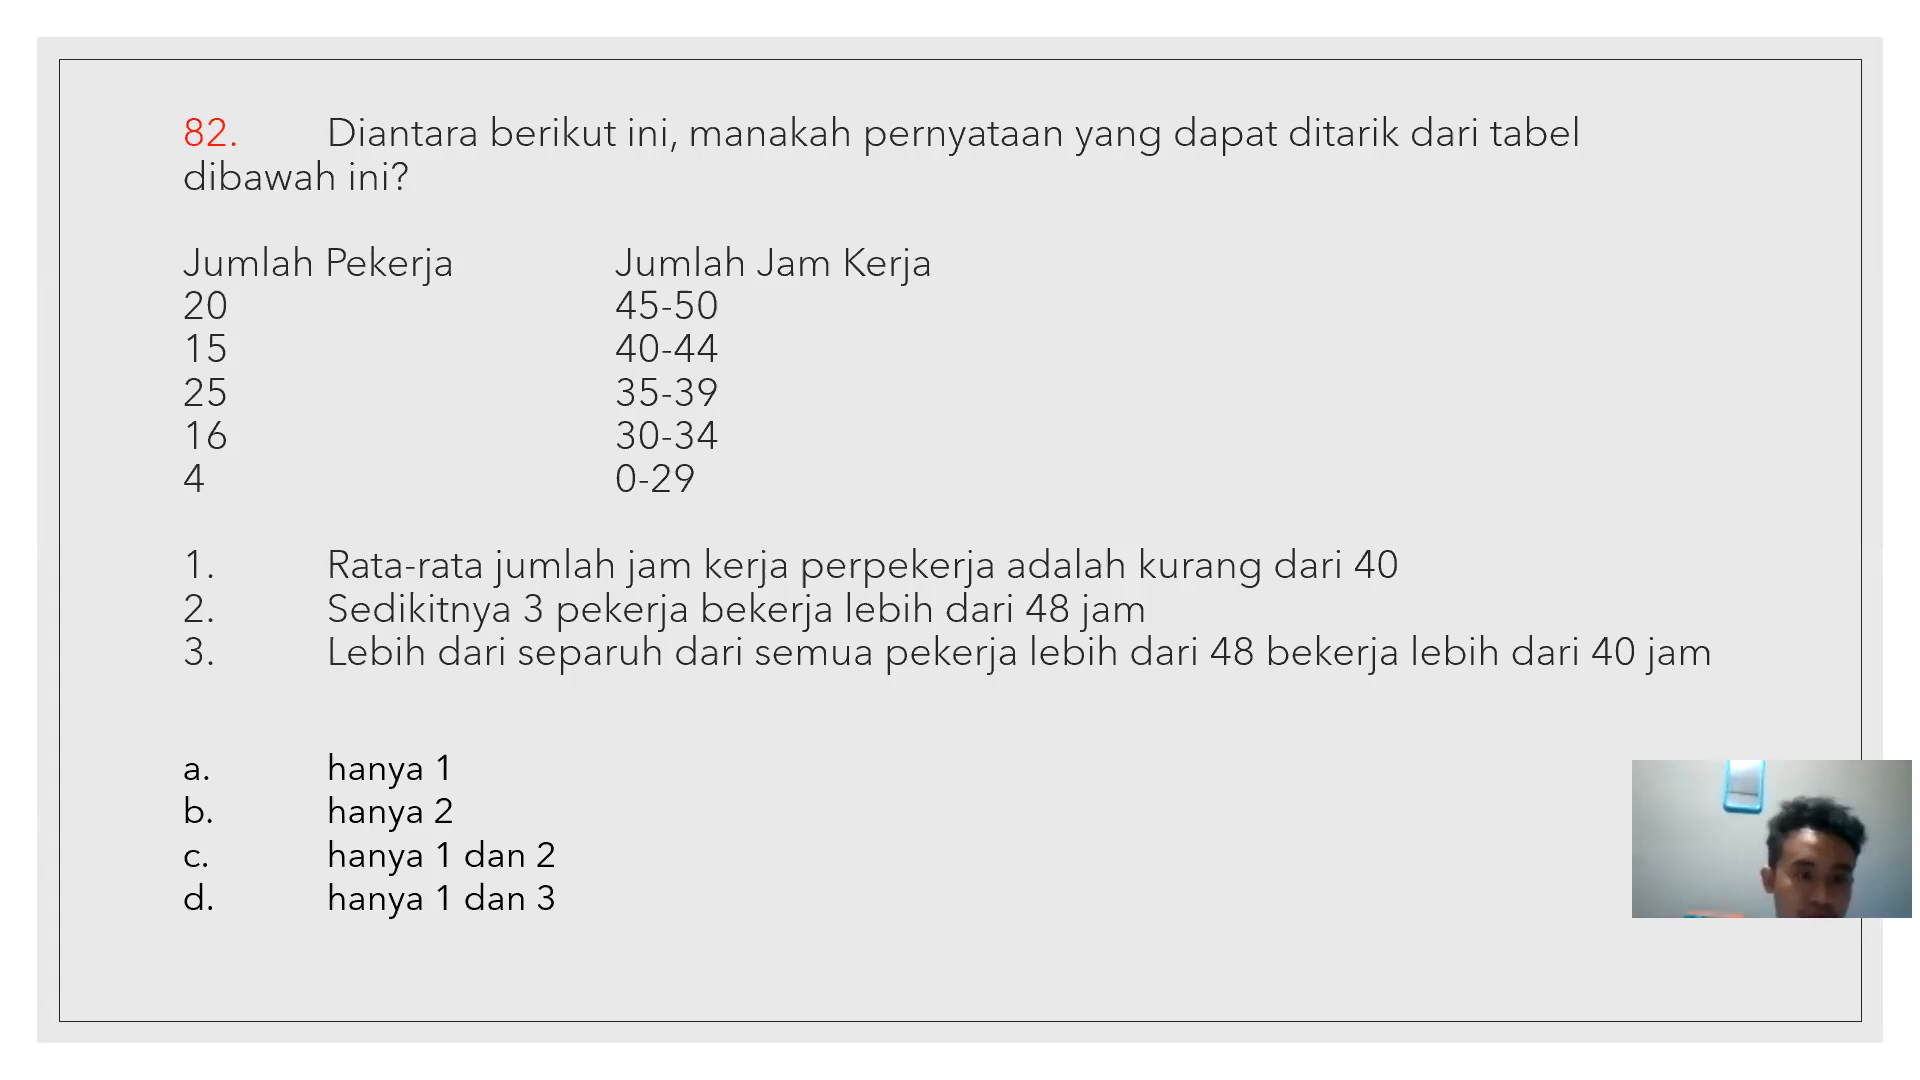 82. Diantara berikut ini, manakah pernyataan yang dapat ditarik dari tabel
dibawah ini?
Jumlah Pekerja Jumlah Jam Kerja
20 45-50
15 40-44
25 35-39
16 30-34
4 0-29
1. Rata-rata jumlah jam kerja perpekerja adalah kurang dari 40
2. Sedikitnya 3 pekerja bekerja lebih dari 48 jam
3. Lebih dari separuh dari semua pekerja lebih dari 48 bekerja lebih dari 40 jam
a. hanya 1
b. hanya 2
c. hanya 1 dan 2
d. hanya 1 dan 3